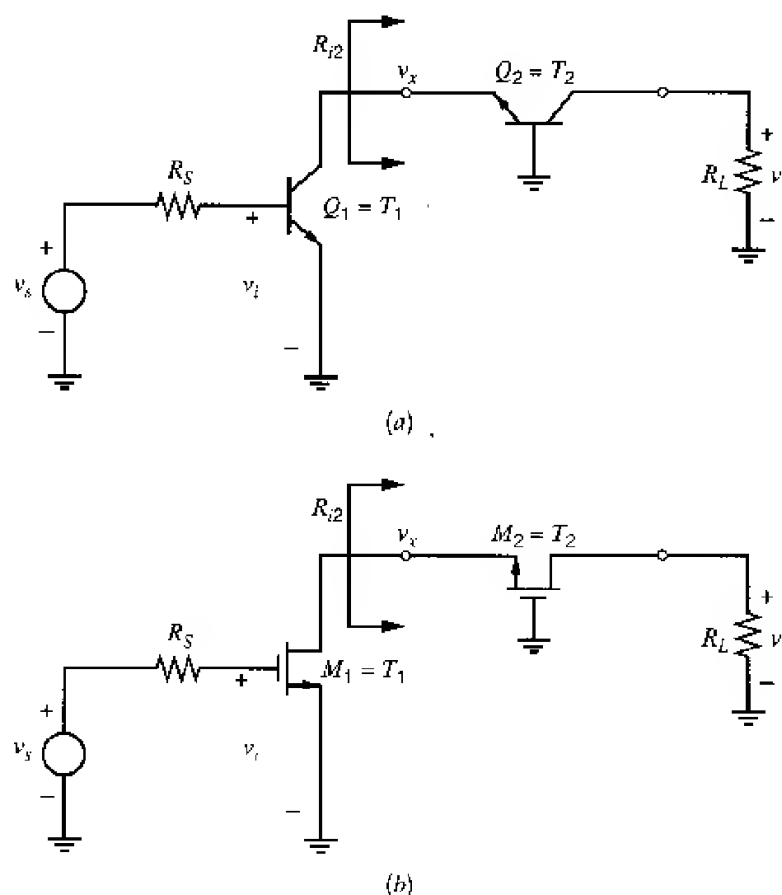 R_{i2}
v_x
Q_2 = T_2
R_S
+
Q_1 = T_1
R_L
+
v
−
+
v_s
−
v_i
−
(a)
R_{i2}
v_x
M_2 = T_2
R_S
+
M_1 = T_1
R_L
+
v
−
+
v_s
−
−
(b)